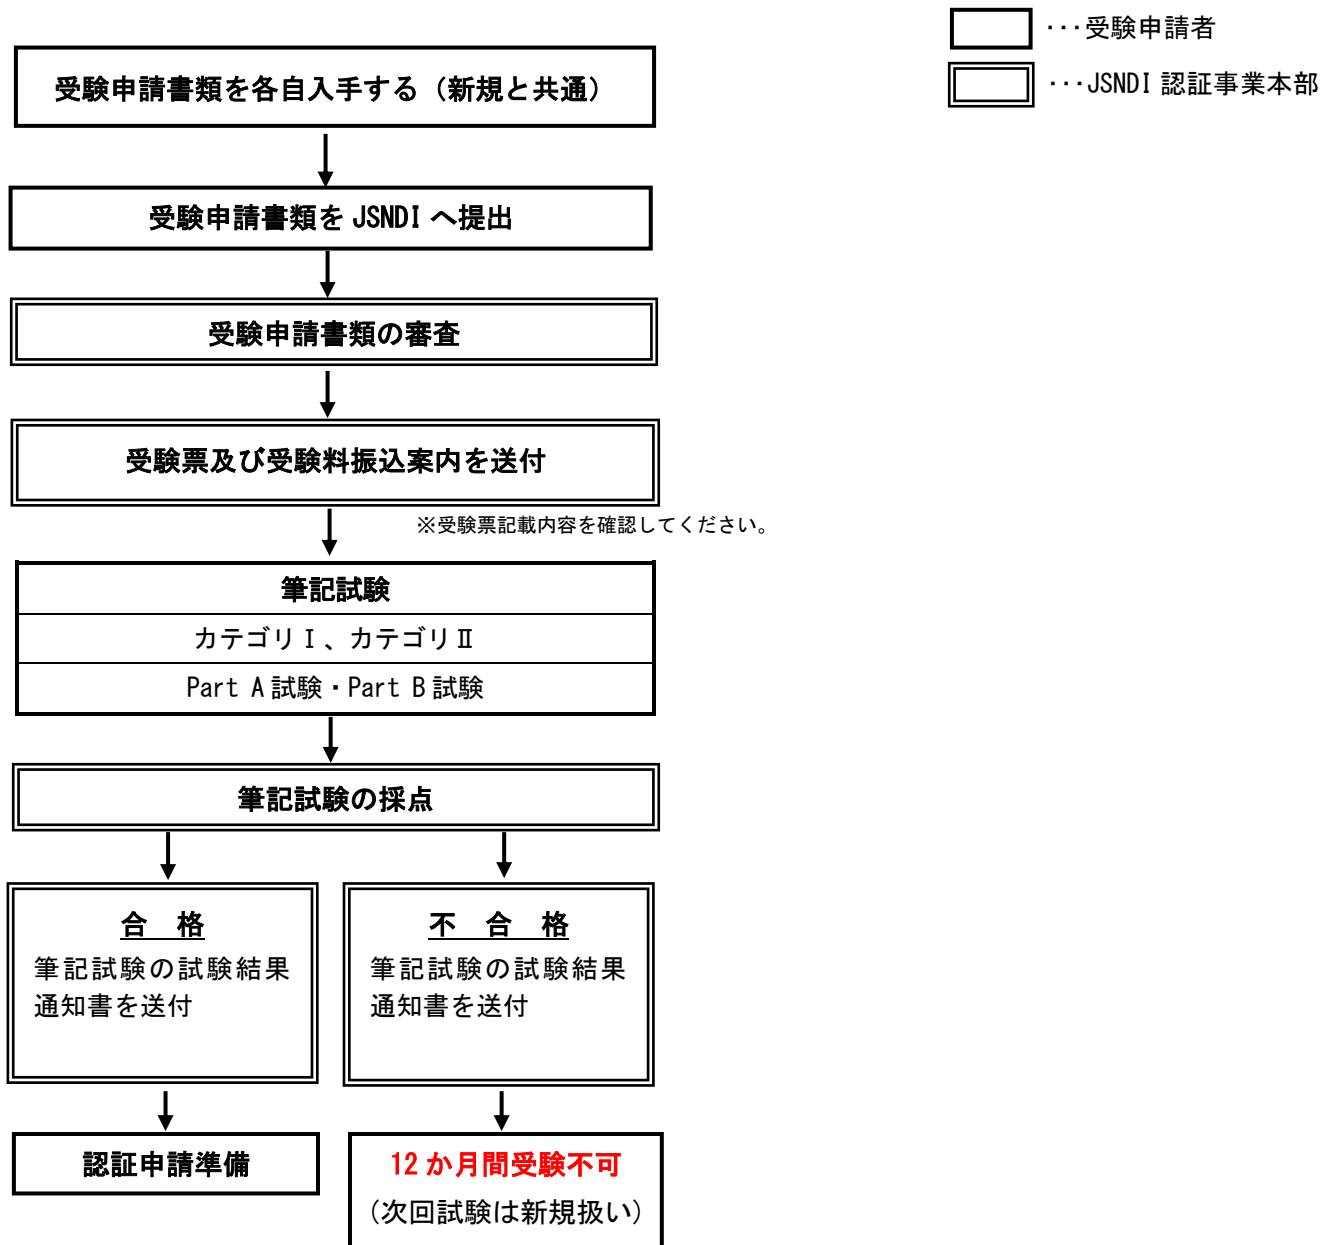 ･･･受験申請者
･･･JSNDI 認証事業本部
受験申請書類を各自入手する（新規と共通）
受験申請書類を JSNDI へ提出
受験申請書類の審査
受験票及び受験料振込案内を送付
※受験票記載内容を確認してください。
筆記試験
カテゴリⅠ、カテゴリⅡ
Part A 試験・Part B 試験
筆記試験の採点
合　格
筆記試験の試験結果
通知書を送付
不　合　格
筆記試験の試験結果
通知書を送付
認証申請準備
12 か月間受験不可
（次回試験は新規扱い）